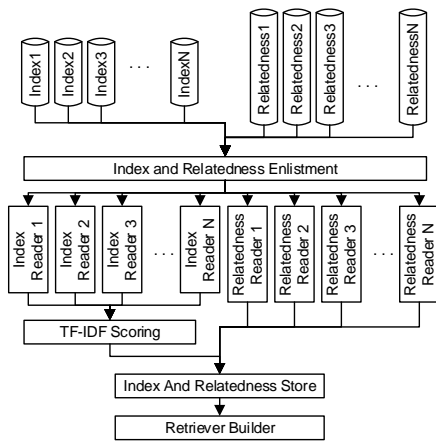 Index1
Index2
Index3
. . .
IndexN
Relatedness1
Relatedness2
Relatedness3
. . .
RelatednessN
Index and Relatedness Enlistment
Index
Reader 1
Index
Reader 2
Index
Reader 3
. . .
Index
Reader N
Relatedness
Reader 1
Relatedness
Reader 2
Relatedness
Reader 3
. . .
Relatedness
Reader N
TF-IDF Scoring
Index And Relatedness Store
Retriever Builder